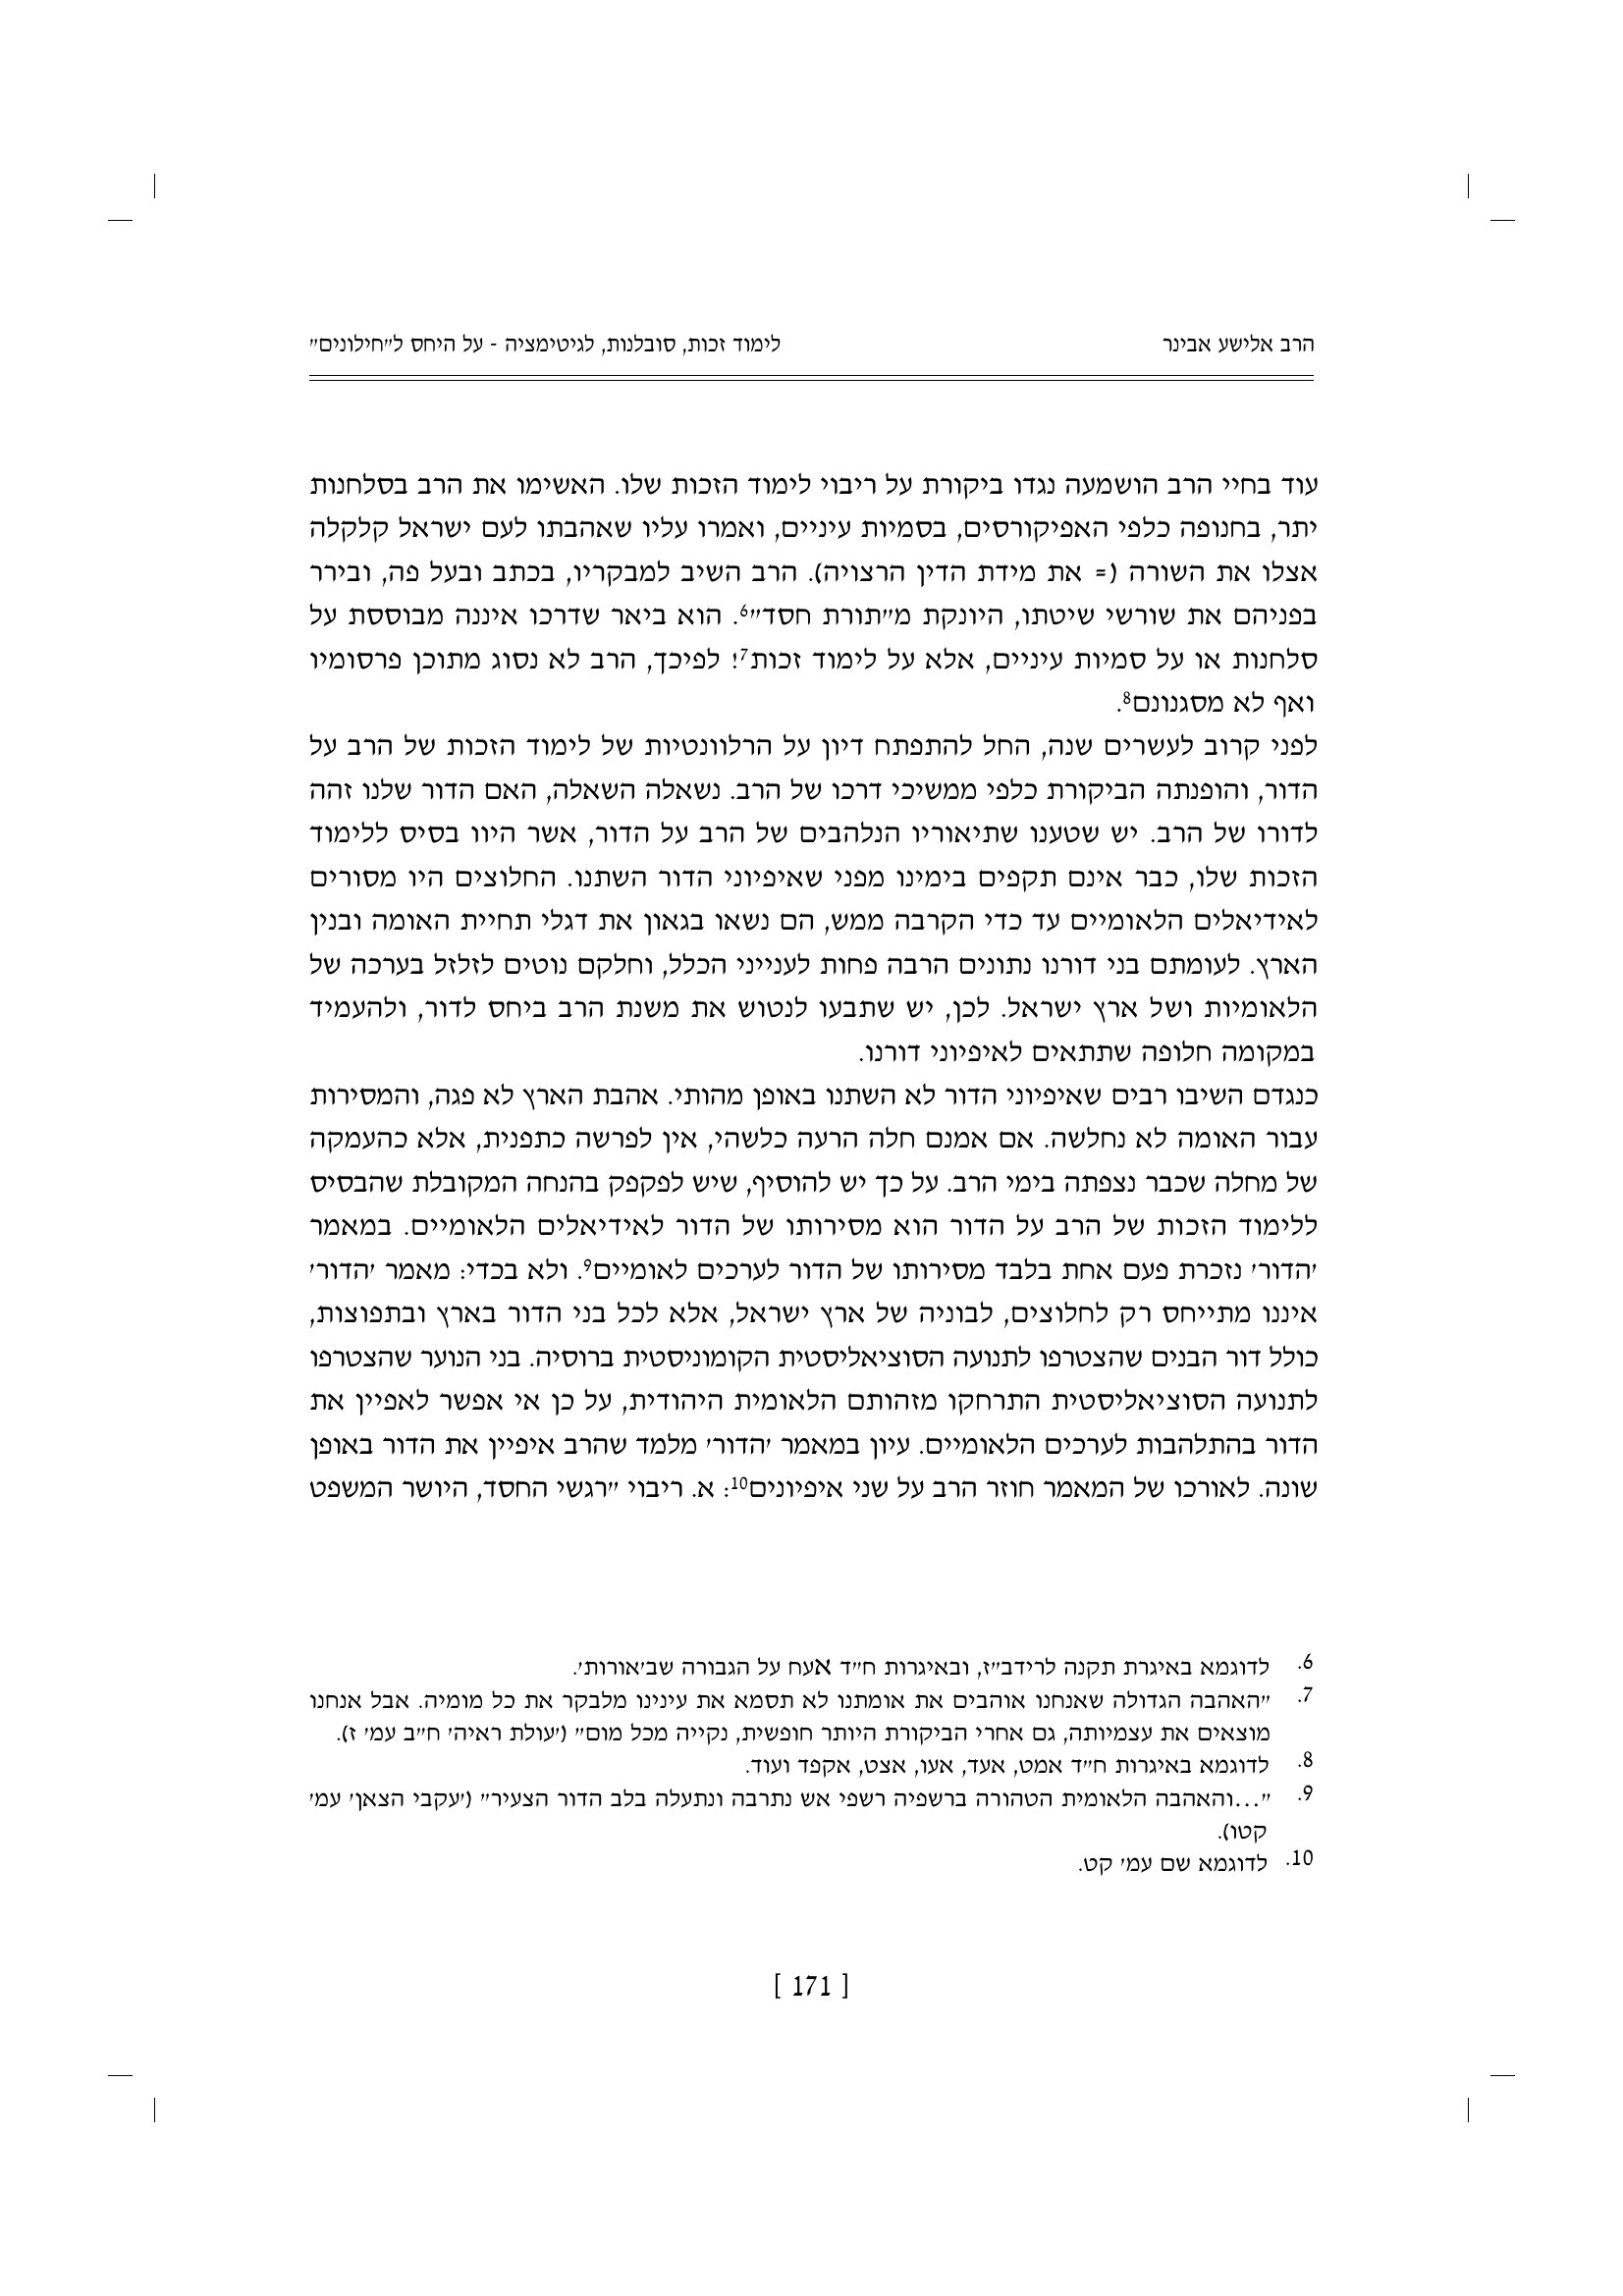 הרב אלישע אבינר
לימוד זכות, סובלנות, לגיטימציה - על היחס ל״חילונים״
עוד בחיי הרב הושמעה נגדו ביקורת על ריבוי לימוד הזכות שלו. האשימו את הרב בסלחנות
יתר, בחנופה כלפי האפיקורסים, בסמיות עיניים, ואמרו עליו שאהבתו לעם ישראל קלקלה
אצלו את השורה (= את מידת הדין הרצויה). הרב השיב למבקריו, בכתב ובעל פה, ובירר
בפניהם את שורשי שיטתו, היונקת מ״תורת חסד״6. הוא ביאר שדרכו איננה מבוססת על
סלחנות או על סמיות עיניים, אלא על לימוד זכות7! לפיכך, הרב לא נסוג מתוכן פרסומיו
ואף לא מסגנונם8.
לפני קרוב לעשרים שנה, החל להתפתח דיון על הרלוונטיות של לימוד הזכות של הרב על
הדור, והופנתה הביקורת כלפי ממשיכי דרכו של הרב. נשאלה השאלה, האם הדור שלנו זהה
לדורו של הרב. יש שטענו שתיאוריו הנלהבים של הרב על הדור, אשר היוו בסיס ללימוד
הזכות שלו, כבר אינם תקפים בימינו מפני שאיפיוני הדור השתנו. החלוצים היו מסורים
לאידיאלים הלאומיים עד כדי הקרבה ממש, הם נשאו בגאון את דגלי תחיית האומה ובנין
הארץ. לעומתם בני דורנו נתונים הרבה פחות לענייני הכלל, וחלקם נוטים לזלזל בערכה של
הלאומיות ושל ארץ ישראל. לכן, יש שתבעו לנטוש את משנת הרב ביחס לדור, ולהעמיד
במקומה חלופה שתתאים לאיפיוני דורנו.
כנגדם השיבו רבים שאיפיוני הדור לא השתנו באופן מהותי. אהבת הארץ לא פגה, והמסירות
עבור האומה לא נחלשה. אם אמנם חלה הרעה כלשהי, אין לפרשה כתפנית, אלא כהעמקה
של מחלה שכבר נצפתה בימי הרב. על כך יש להוסיף, שיש לפקפק בהנחה המקובלת שהבסיס
ללימוד הזכות של הרב על הדור הוא מסירותו של הדור לאידיאלים הלאומיים. במאמר
׳הדור׳ נזכרת פעם אחת בלבד מסירותו של הדור לערכים לאומיים9. ולא בכדי: מאמר ׳הדור׳
איננו מתייחס רק לחלוצים, לבוניה של ארץ ישראל, אלא לכל בני הדור בארץ ובתפוצות,
כולל דור הבנים שהצטרפו לתנועה הסוציאליסטית הקומוניסטית ברוסיה. בני הנוער שהצטרפו
לתנועה הסוציאליסטית התרחקו מזהותם הלאומית היהודית, על כן אי אפשר לאפיין את
הדור בהתלהבות לערכים הלאומיים. עיון במאמר ׳הדור׳ מלמד שהרב איפיין את הדור באופן
שונה. לאורכו של המאמר חוזר הרב על שני איפיונים10: א. ריבוי ״רגשי החסד, היושר המשפט
6. לדוגמא באיגרת תקנה לרידב״ז, ובאיגרות ח״ד אעח על הגבורה שב׳אורות׳.
7. ״האהבה הגדולה שאנחנו אוהבים את אומתנו לא תסמא את עינינו מלבקר את כל מומיה. אבל אנחנו
מוצאים את עצמיותה, גם אחרי הביקורת היותר חופשית, נקייה מכל מום״ (׳עולת ראיה׳ ח״ב עמ׳ ז).
8. לדוגמא באיגרות ח״ד אמט, אעד, אעו, אצט, אקפד ועוד.
9. ״...והאהבה הלאומית הטהורה ברשפיה רשפי אש נתרבה ונתעלה בלב הדור הצעיר״ (׳עקבי הצאן׳ עמ׳
קטו).
10. לדוגמא שם עמ׳ קט.
[ 171 ]